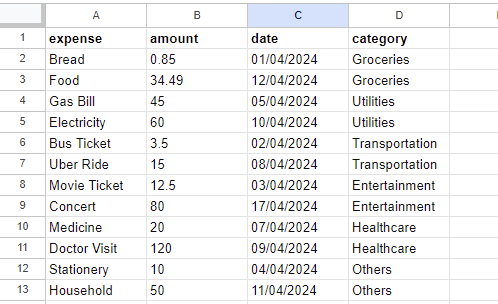 A B C D
1 expense amount date category
2 Bread 0.85 01/04/2024 Groceries
3 Food 34.49 12/04/2024 Groceries
4 Gas Bill 45 05/04/2024 Utilities
5 Electricity 60 10/04/2024 Utilities
6 Bus Ticket 3.5 02/04/2024 Transportation
7 Uber Ride 15 08/04/2024 Transportation
8 Movie Ticket 12.5 03/04/2024 Entertainment
9 Concert 80 17/04/2024 Entertainment
10 Medicine 20 07/04/2024 Healthcare
11 Doctor Visit 120 09/04/2024 Healthcare
12 Stationery 10 04/04/2024 Others
13 Household 50 11/04/2024 Others